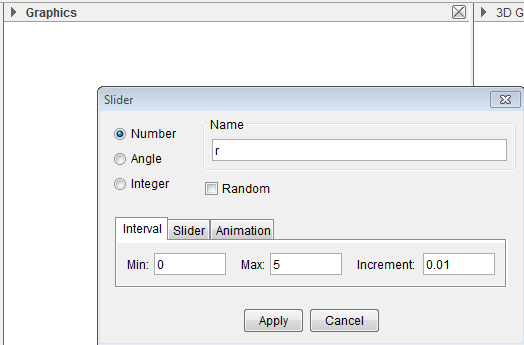 Graphics
3D G
Slider
Number
Name
r
Angle
Integer
Random
Interval Slider Animation
Min: 0 Max: 5 Increment: 0.01
Apply Cancel